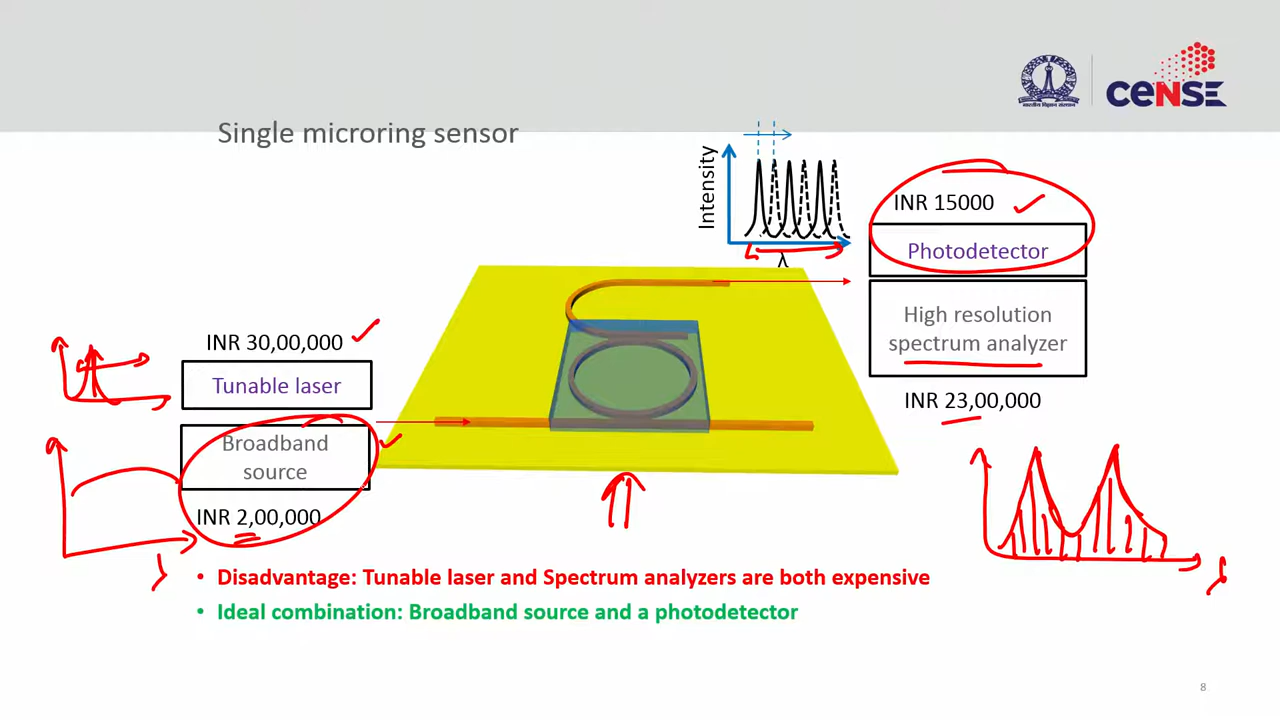 Single microring sensor
CeNSE
Intensity
λ
INR 15000
Photodetector
High resolution
spectrum analyzer
INR 23,00,000
INR 30,00,000
Tunable laser
Broadband
source
INR 2,00,000
λ
λ
• Disadvantage: Tunable laser and Spectrum analyzers are both expensive
• Ideal combination: Broadband source and a photodetector
8